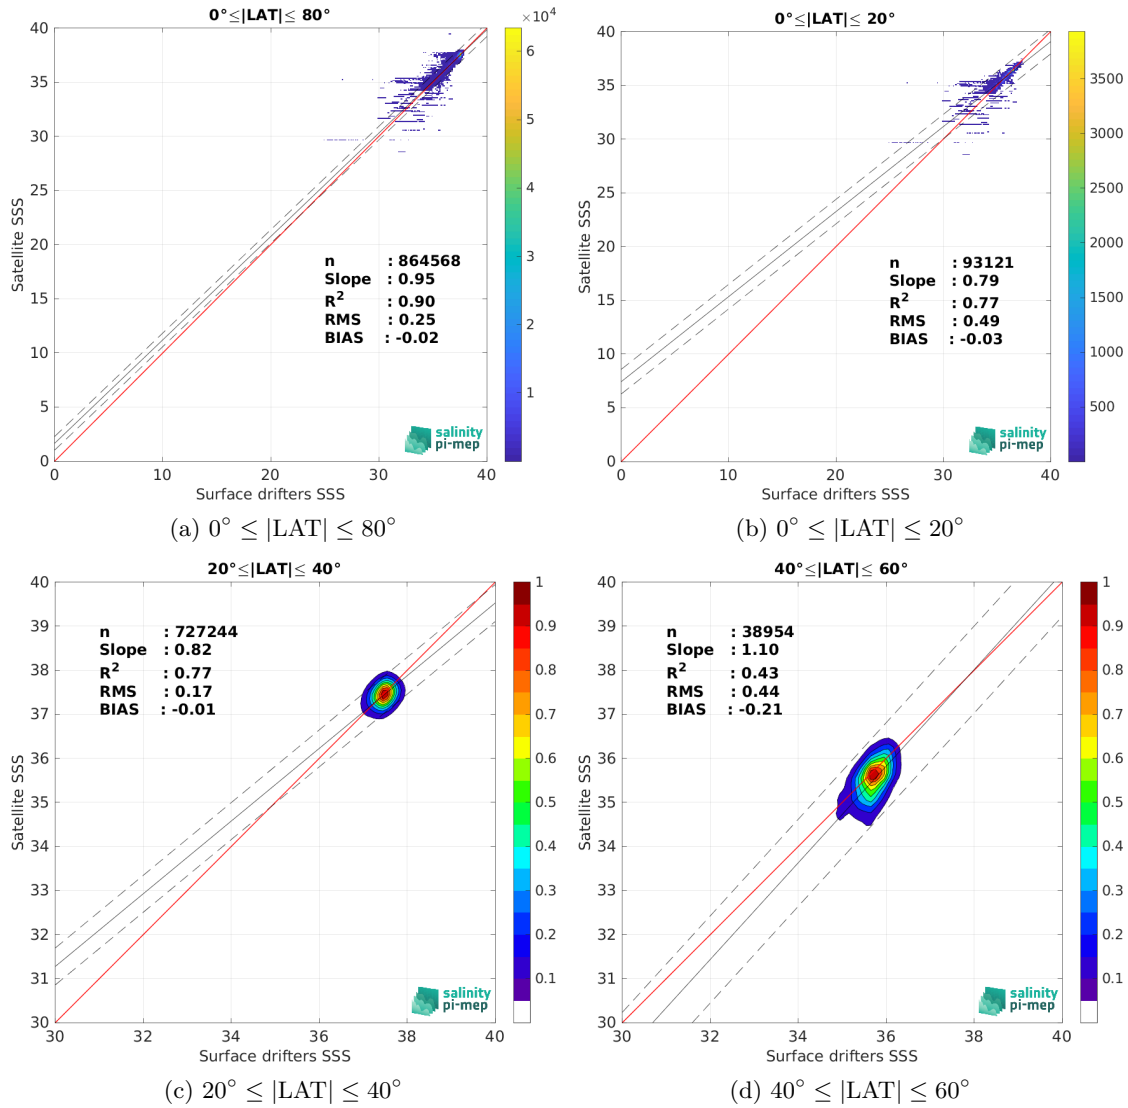 0°≤|LAT|≤ 80°
×10⁴
Satellite SSS
40
35
30
25
20
15
10
5
0
n : 864568
Slope : 0.95
R² : 0.90
RMS : 0.25
BIAS : -0.02
salinity
pi-mep
0 10 20 30 40
Surface drifters SSS
6
5
4
3
2
1
(a) 0° ≤ |LAT| ≤ 80°
0°≤|LAT|≤ 20°
Satellite SSS
40
35
30
25
20
15
10
5
0
n : 93121
Slope : 0.79
R² : 0.77
RMS : 0.49
BIAS : -0.03
salinity
pi-mep
0 10 20 30 40
Surface drifters SSS
3500
3000
2500
2000
1500
1000
500
(b) 0° ≤ |LAT| ≤ 20°
20°≤|LAT|≤ 40°
Satellite SSS
40
39
38
37
36
35
34
33
32
31
30
n : 727244
Slope : 0.82
R² : 0.77
RMS : 0.17
BIAS : -0.01
salinity
pi-mep
30 32 34 36 38 40
Surface drifters SSS
1
0.9
0.8
0.7
0.6
0.5
0.4
0.3
0.2
0.1
(c) 20° ≤ |LAT| ≤ 40°
40°≤|LAT|≤ 60°
Satellite SSS
40
39
38
37
36
35
34
33
32
31
30
n : 38954
Slope : 1.10
R² : 0.43
RMS : 0.44
BIAS : -0.21
salinity
pi-mep
30 32 34 36 38 40
Surface drifters SSS
1
0.9
0.8
0.7
0.6
0.5
0.4
0.3
0.2
0.1
(d) 40° ≤ |LAT| ≤ 60°